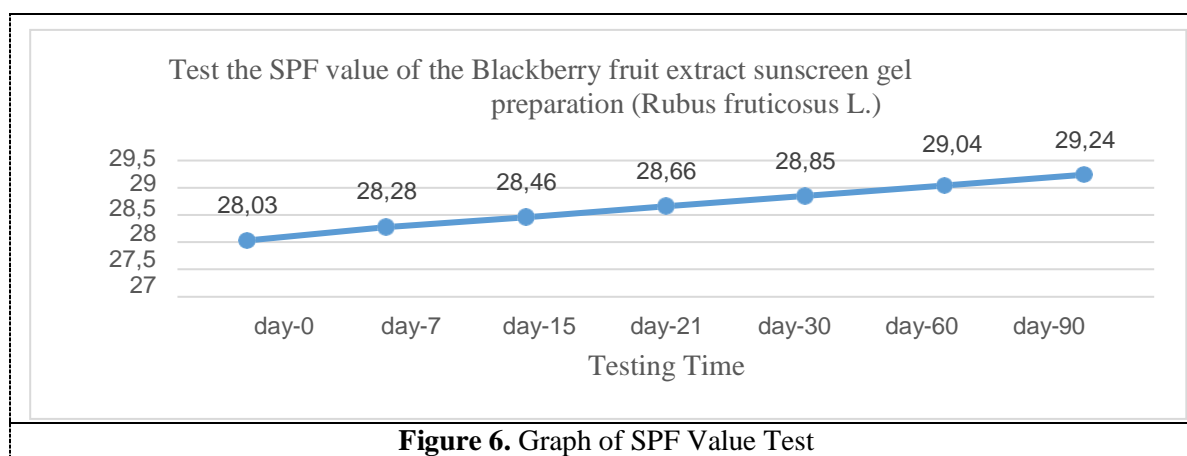 Test the SPF value of the Blackberry fruit extract sunscreen gel
preparation (Rubus fruticosus L.)
29,5
29
28,5
28
27,5
27
28,03
28,28
28,46
28,66
28,85
29,04
29,24
day-0 day-7 day-15 day-21 day-30 day-60 day-90
Testing Time
Figure 6. Graph of SPF Value Test